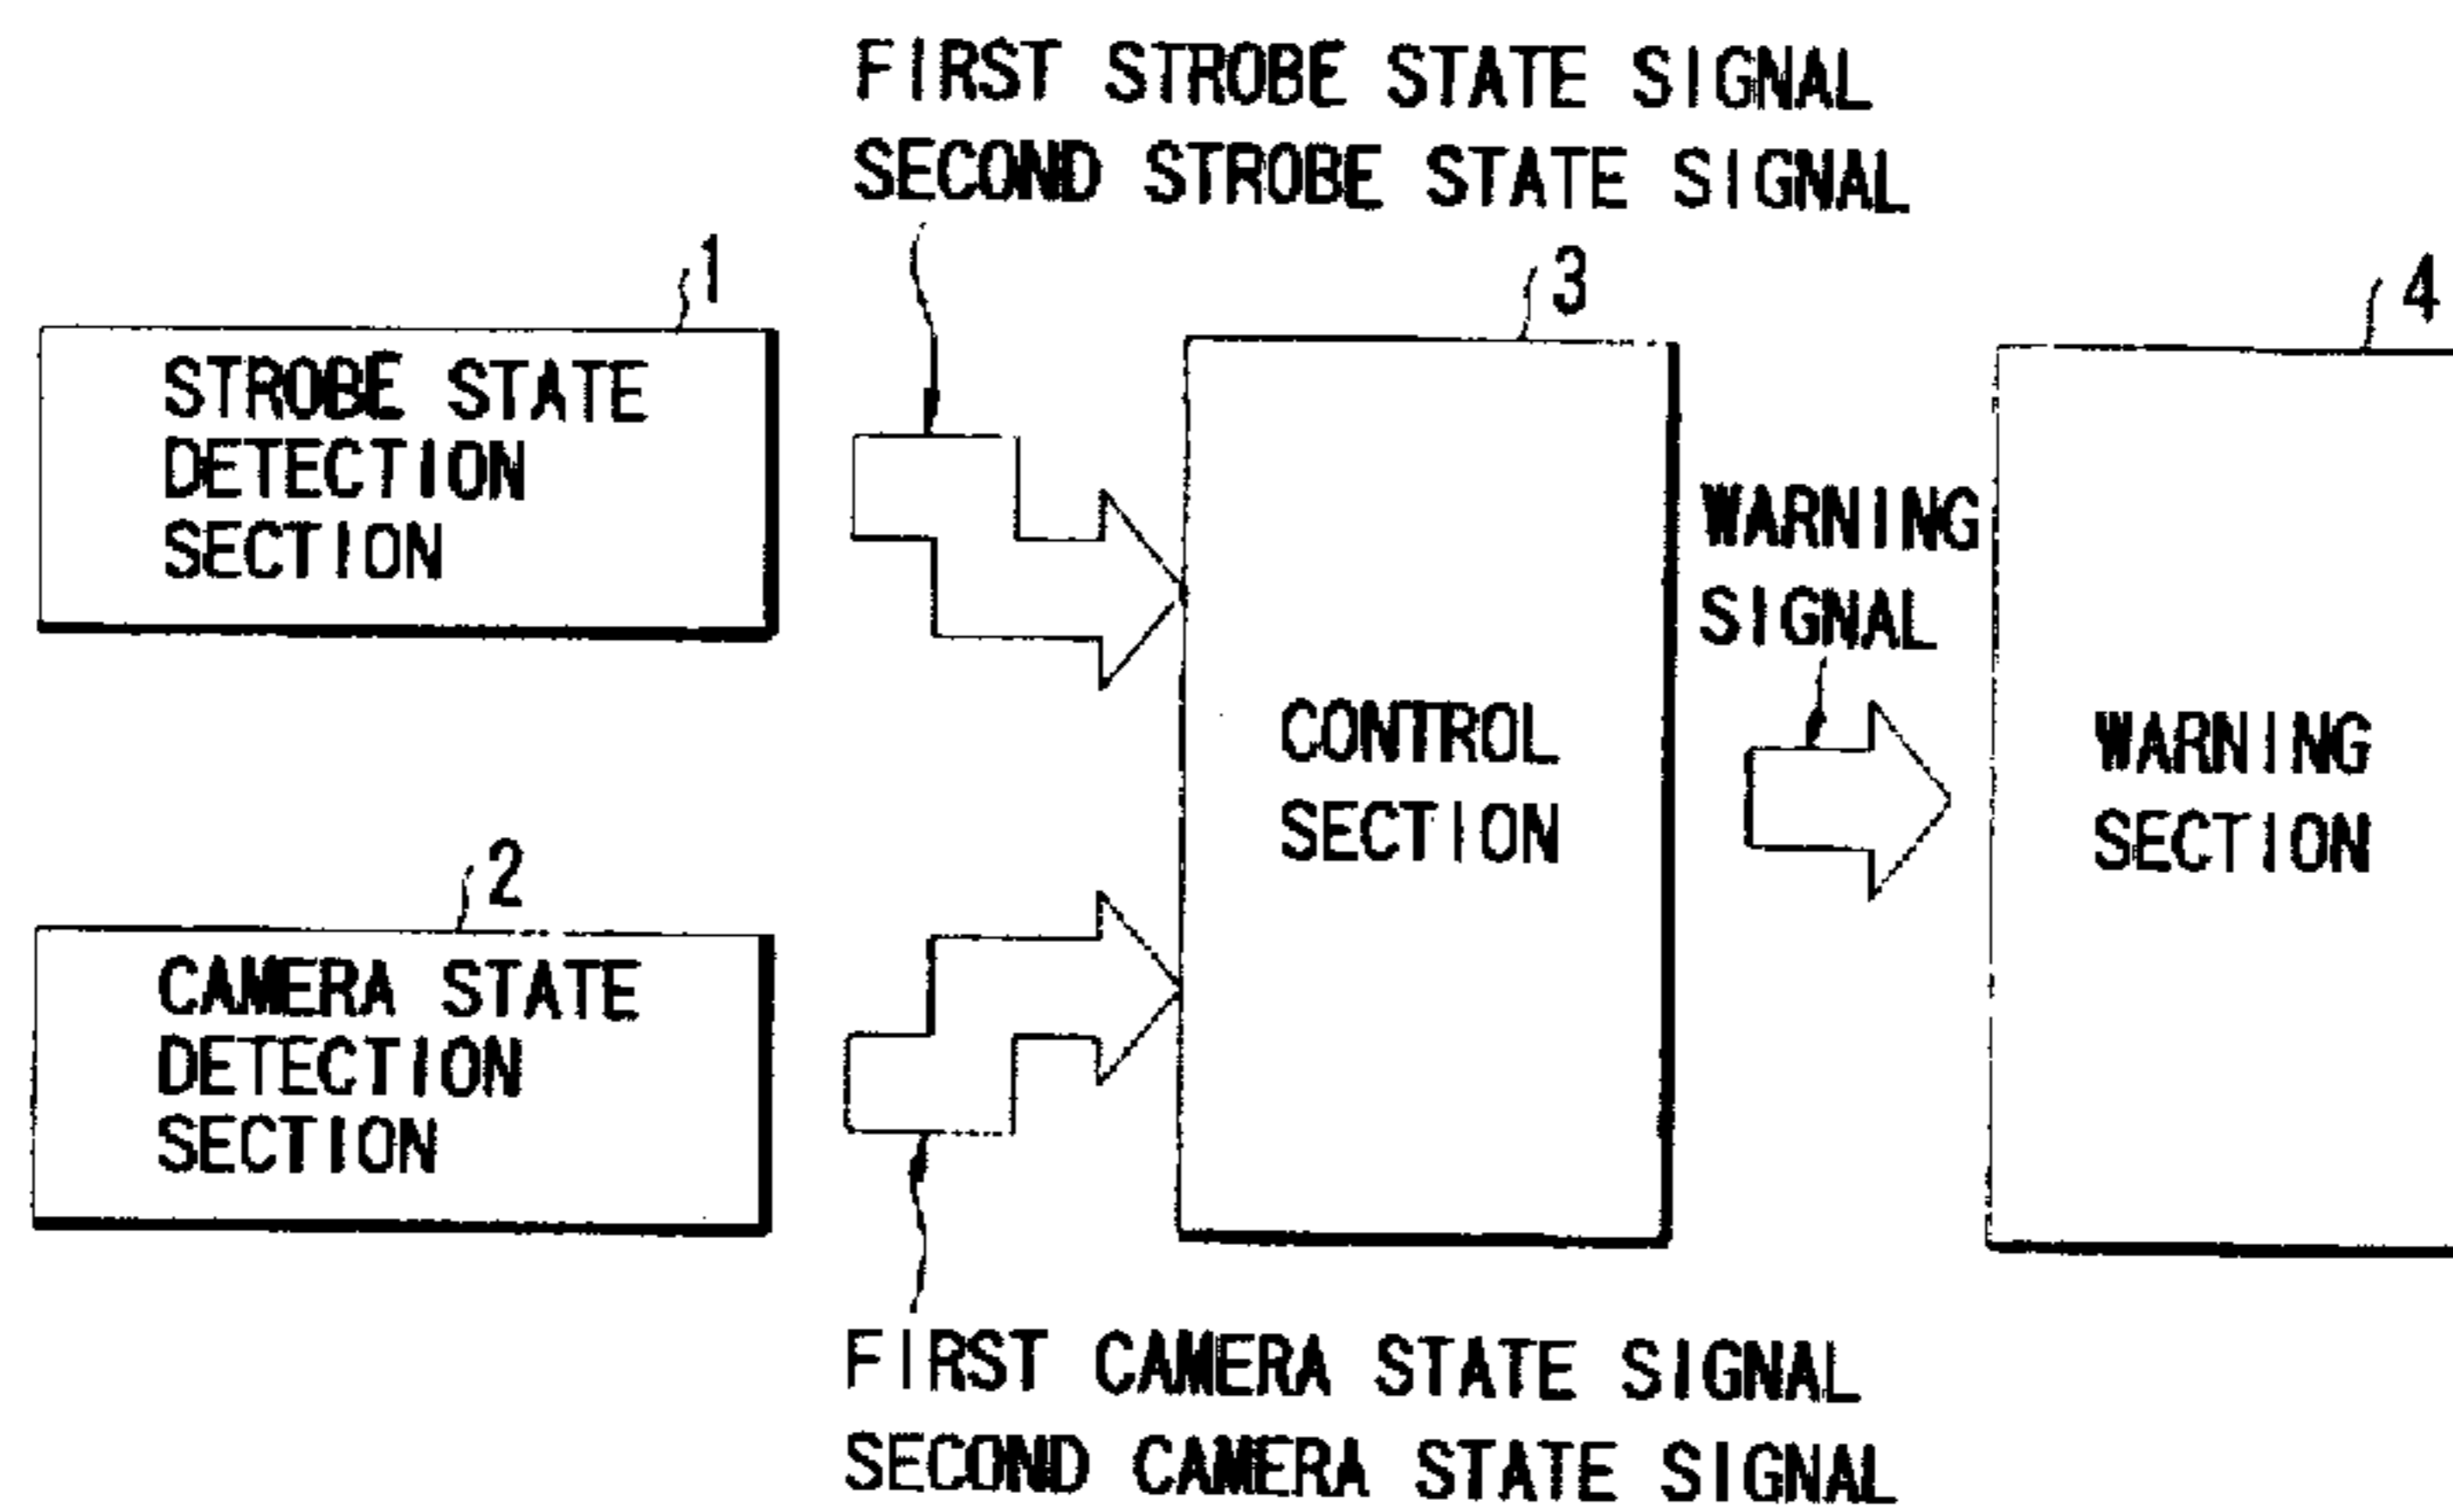 FIRST STROBE STATE SIGNAL
SECOND STROBE STATE SIGNAL
1
STROBE STATE
DETECTION
SECTION
2
CAMERA STATE
DETECTION
SECTION
3
CONTROL
SECTION
WARNING
SIGNAL
4
WARNING
SECTION
FIRST CAMERA STATE SIGNAL
SECOND CAMERA STATE SIGNAL